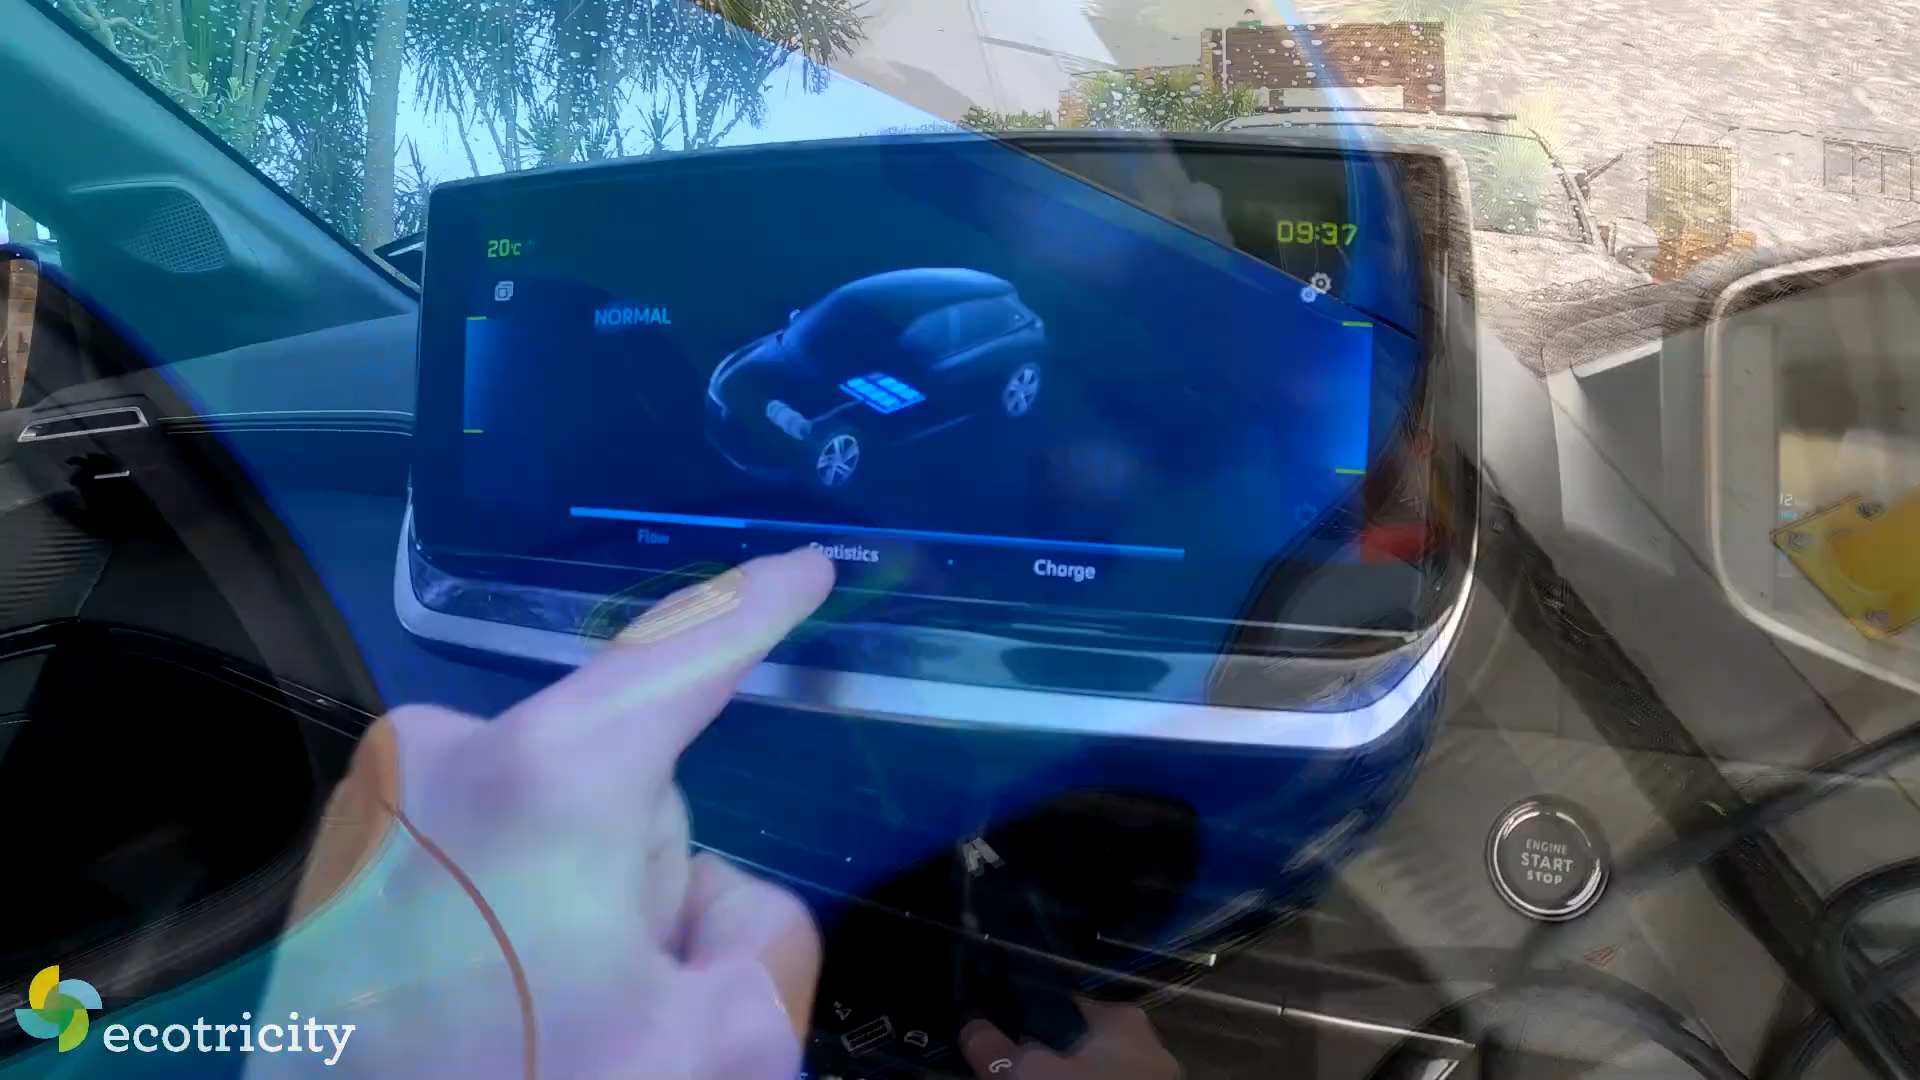 20°C
09:37
NORMAL
Flow
Statistics
Charge
ENGINE
START
STOP
ecotricity